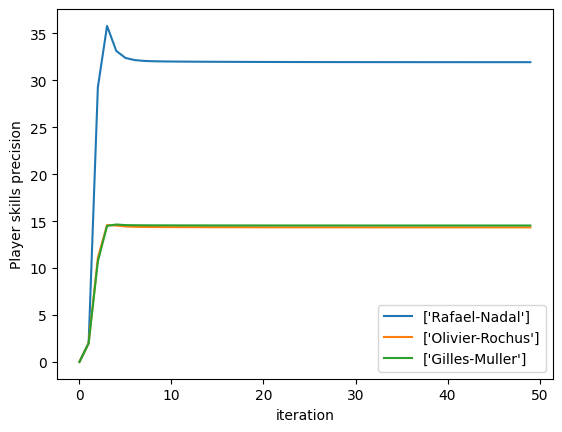 35
30
25
20
15
10
5
0
Player skills precision
['Rafael-Nadal']
['Olivier-Rochus']
['Gilles-Muller']
0 10 20 30 40 50
iteration